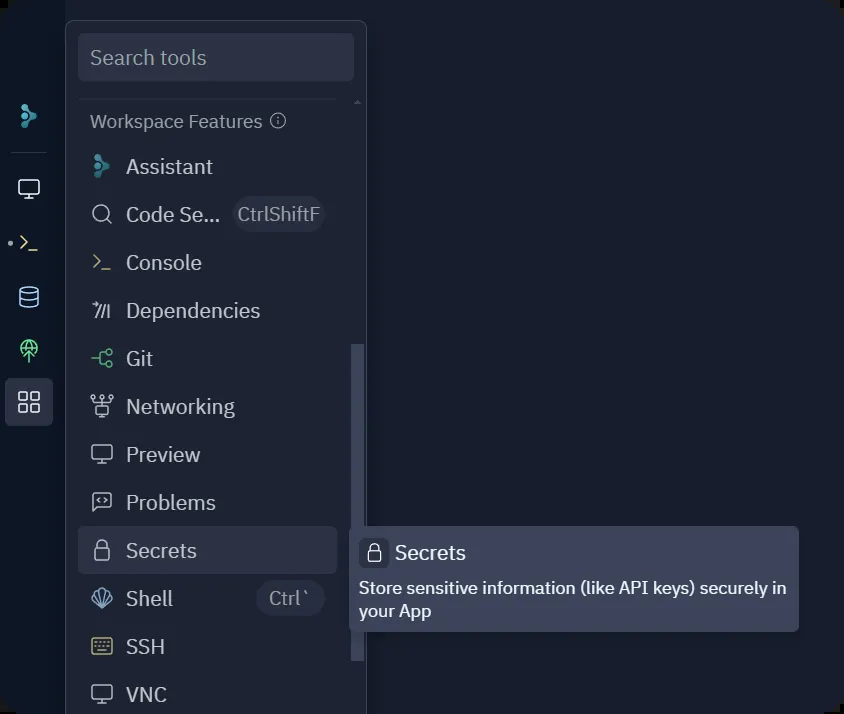 Search tools
Workspace Features
Assistant
Code Se... CtrlShiftF
Console
Dependencies
Git
Networking
Preview
Problems
Secrets
Secrets
Store sensitive information (like API keys) securely in
your App
Shell Ctrl`
SSH
VNC